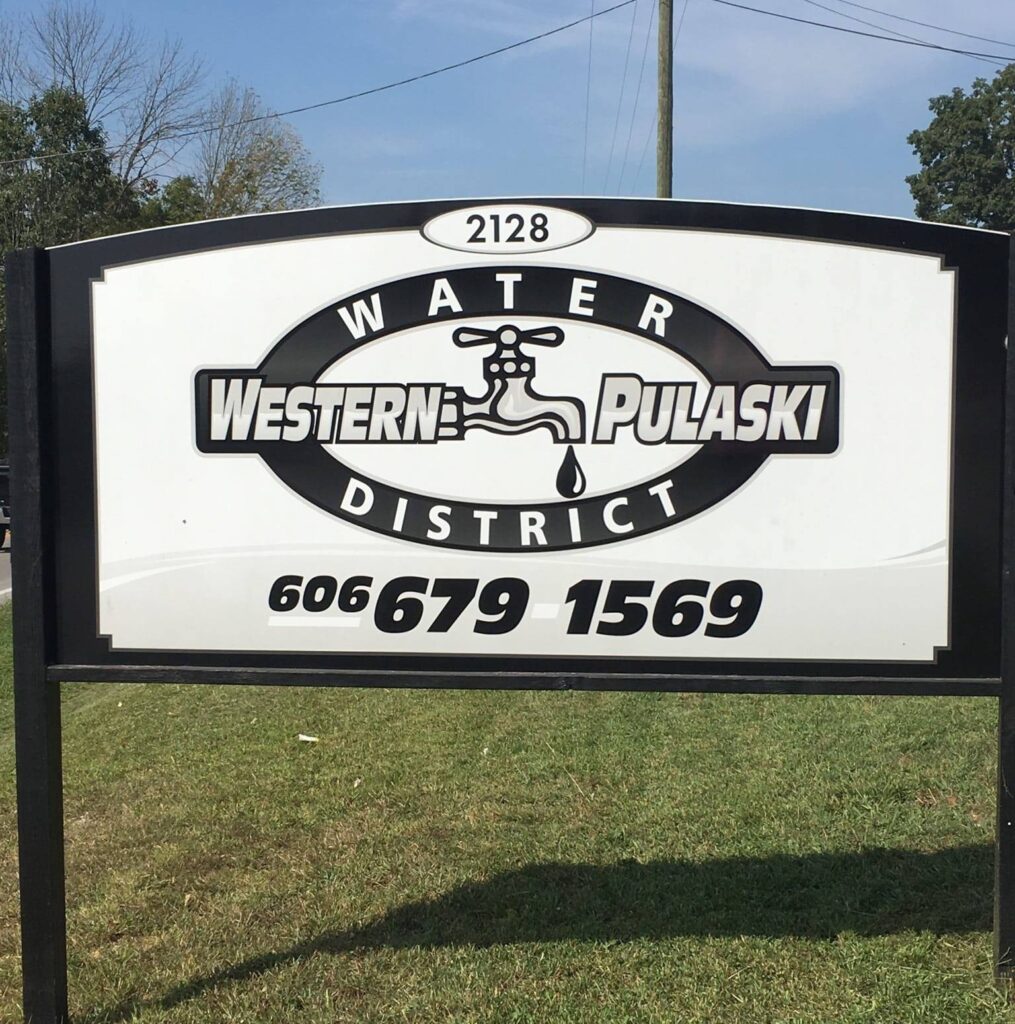 2128
WATER
WESTERN PULASKI
DISTRICT
606 679-1569